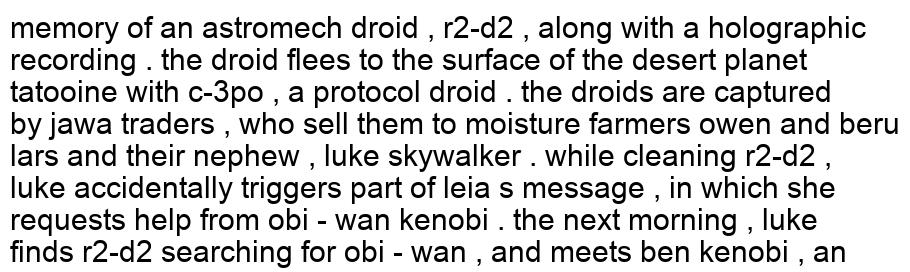 memory of an astromech droid , r2-d2 , along with a holographic
recording . the droid flees to the surface of the desert planet
tatooine with c-3po , a protocol droid . the droids are captured
by jawa traders , who sell them to moisture farmers owen and beru
lars and their nephew , luke skywalker . while cleaning r2-d2 ,
luke accidentally triggers part of leia s message , in which she
requests help from obi - wan kenobi . the next morning , luke
finds r2-d2 searching for obi - wan , and meets ben kenobi , an